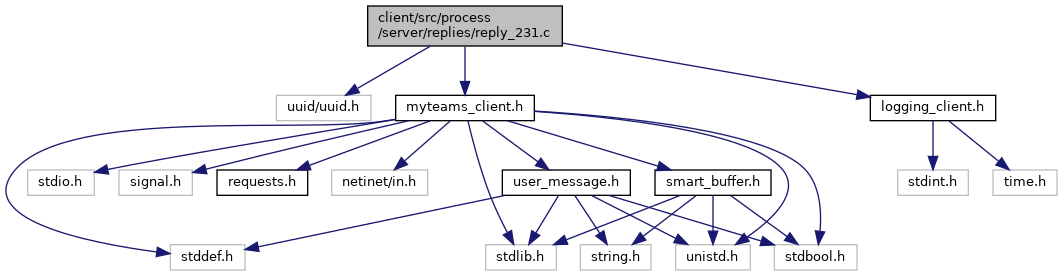 client/src/process
/server/replies/reply_231.c
uuid/uuid.h
myteams_client.h
logging_client.h
stdio.h
signal.h
requests.h
netinet/in.h
user_message.h
smart_buffer.h
stdint.h
time.h
stddef.h
stdlib.h
string.h
unistd.h
stdbool.h